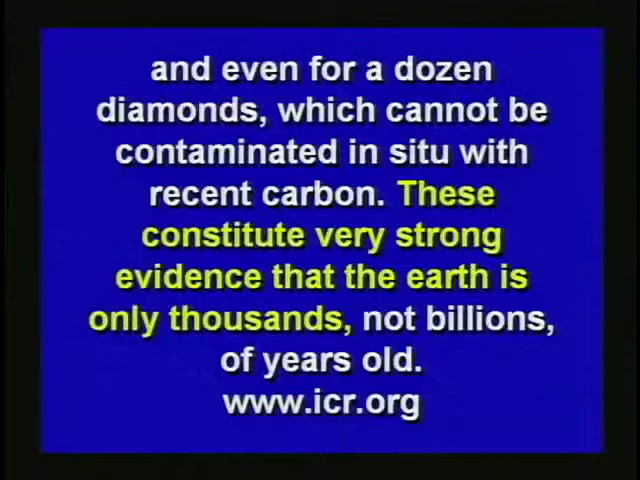 and even for a dozen
diamonds, which cannot be
contaminated in situ with
recent carbon. These
constitute very strong
evidence that the earth is
only thousands, not billions,
of years old.
www.icr.org